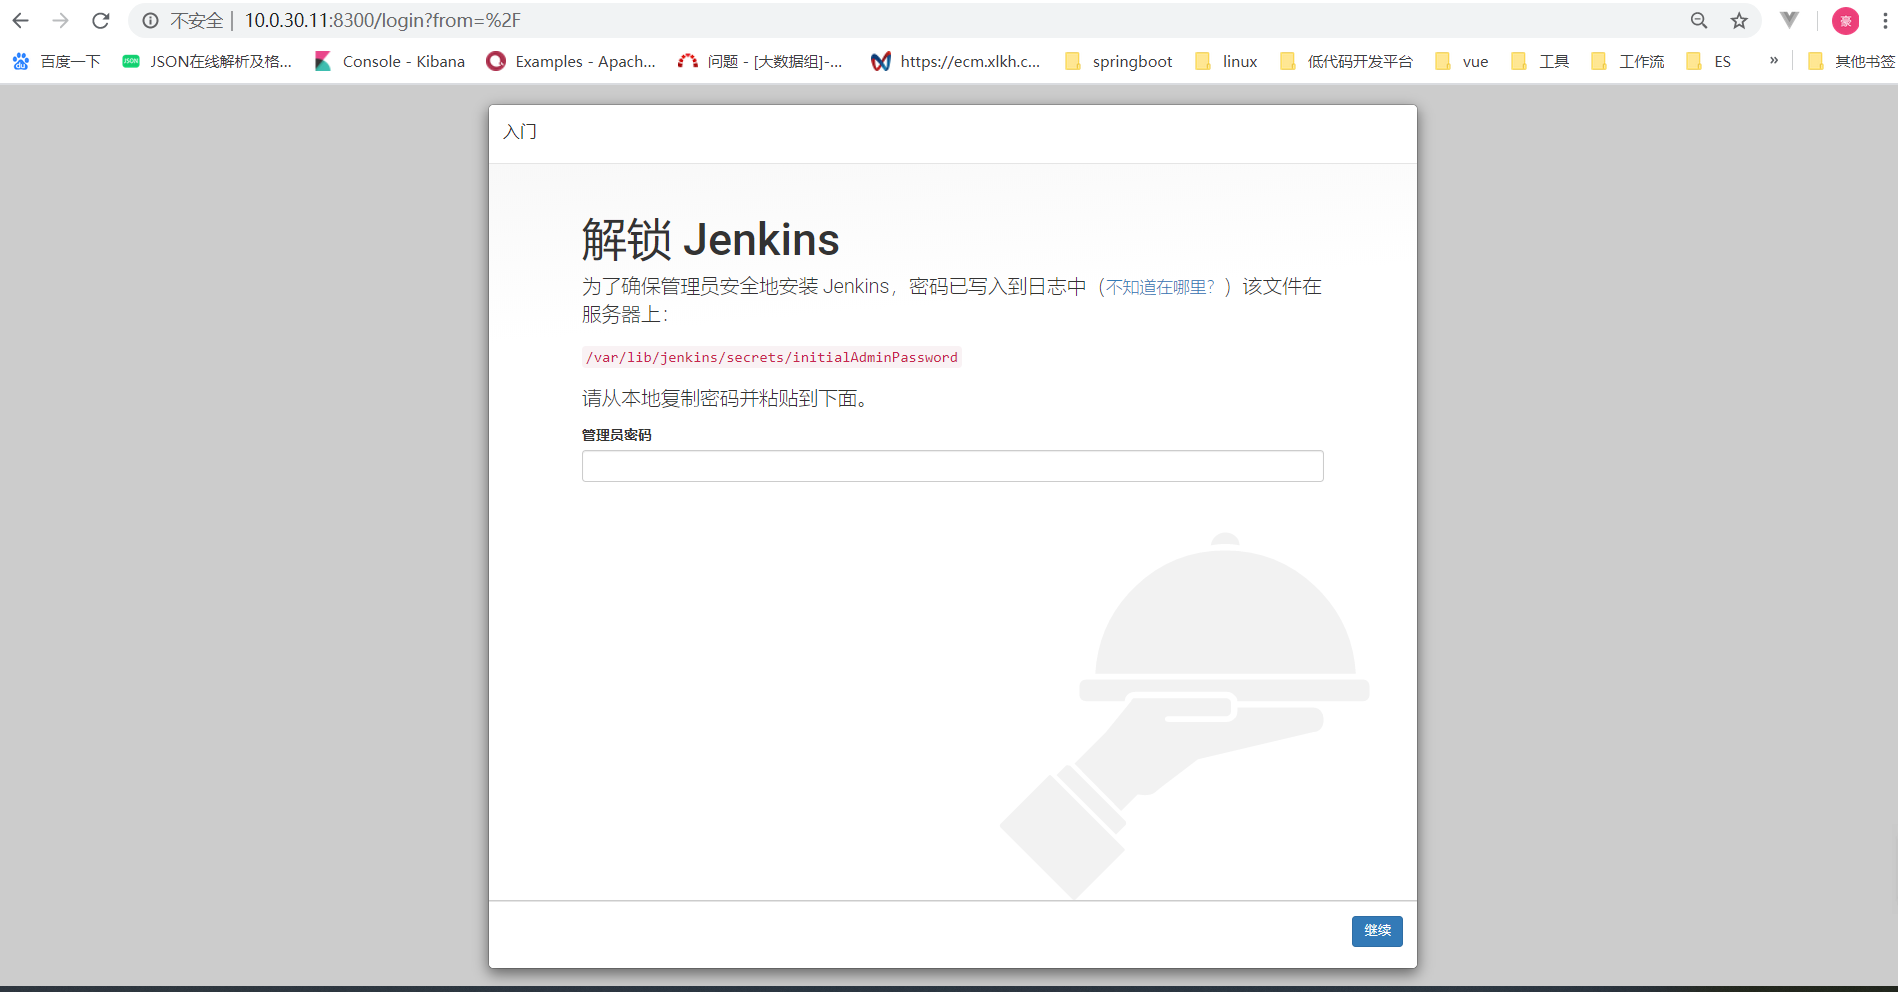 不安全 | 10.0.30.11:8300/login?from=%2F
豪
百度一下 JSON在线解析及格... Console - Kibana Examples - Apach... 问题 - [大数据组]-... https://ecm.xlkh.c... springboot linux 低代码开发平台 vue 工具 工作流 ES » 其他书签
入门
解锁 Jenkins
为了确保管理员安全地安装 Jenkins，密码已写入到日志中（不知道在哪里？）该文件在
服务器上：
/var/lib/jenkins/secrets/initialAdminPassword
请从本地复制密码并粘贴到下面。
管理员密码
继续